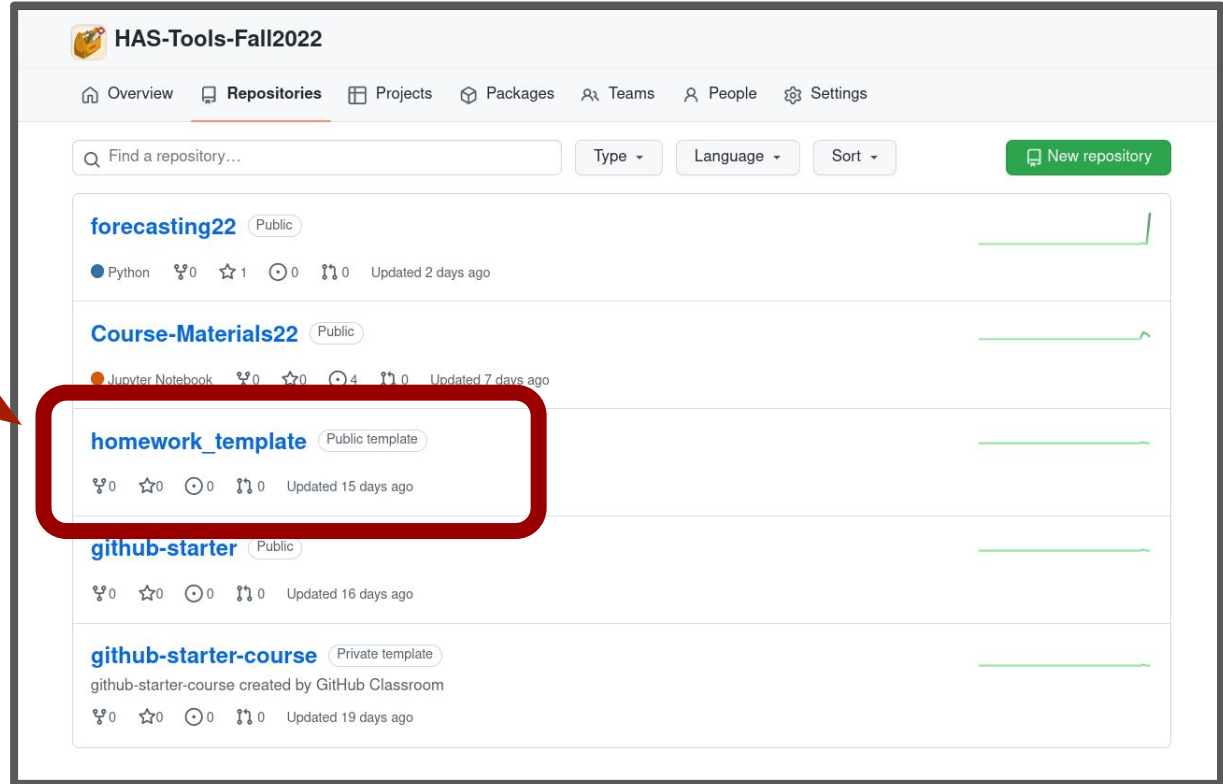 HAS-Tools-Fall2022
Overview Repositories Projects Packages Teams People Settings
Find a repository… Type Language Sort New repository
forecasting22 Public
Python 0 1 0 0 Updated 2 days ago
Course-Materials22 Public
Jupyter Notebook 0 0 4 0 Updated 7 days ago
homework_template Public template
0 0 0 0 Updated 15 days ago
github-starter Public
0 0 0 0 Updated 16 days ago
github-starter-course Private template
github-starter-course created by GitHub Classroom
0 0 0 0 Updated 19 days ago